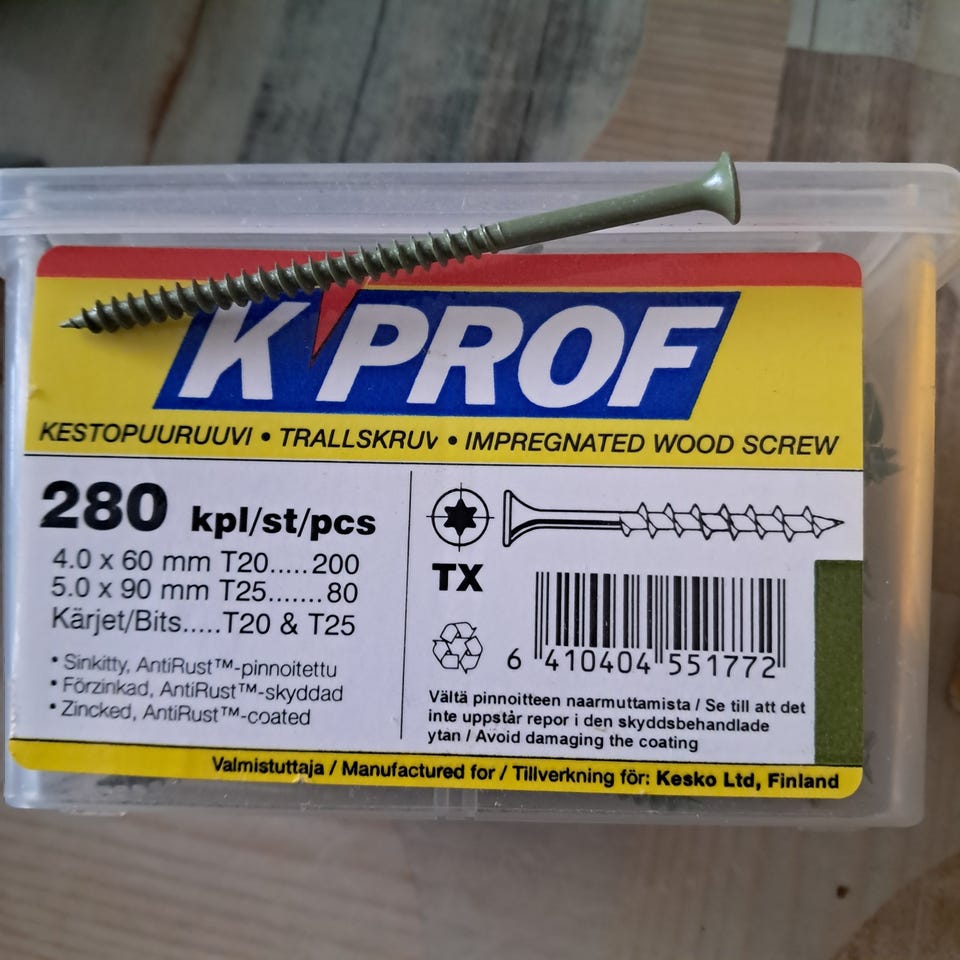 K PROF
KESTOPUURUUVI • TRALLSKRUV • IMPREGNATED WOOD SCREW
280 kpl/st/pcs
4.0 x 60 mm T20.....200
5.0 x 90 mm T25.......80
Kärjet/Bits.....T20 & T25
• Sinkitty, AntiRust™-pinnoitettu
• Förzinkad, AntiRust™-skyddad
• Zincked, AntiRust™-coated
TX
6 410404 551772
Vältä pinnoitteen naarmuttamista / Se till att det
inte uppstår repor i den skyddsbehandlade
ytan / Avoid damaging the coating
Valmistuttaja / Manufactured for / Tillverkning för: Kesko Ltd, Finland